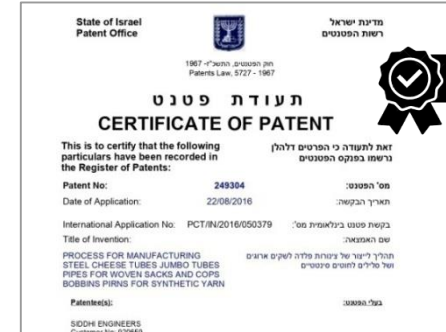 State of Israel
Patent Office
מדינת ישראל
רשות הפטנטים
חוק הפטנטים, התשכ"ז- 1967
Patents Law, 5727 - 1967
תעודת פטנט
CERTIFICATE OF PATENT
This is to certify that the following
particulars have been recorded in
the Register of Patents:
זאת לתעודה כי הפרטים דלהלן
נרשמו בפנקס הפטנטים
Patent No: 249304 מס' הפטנט:
Date of Application: 22/08/2016 תאריך הבקשה:
International Application No: PCT/IN/2016/050379 בקשת פטנט בינלאומית מס':
Title of Invention: שם האמצאה:
PROCESS FOR MANUFACTURING
STEEL CHEESE TUBES JUMBO TUBES
PIPES FOR WOVEN SACKS AND COPS
BOBBINS PIRNS FOR SYNTHETIC YARN
תהליך לייצור של צינורות פלדה לשקים ארוגים
ושל סלילים לחוטים סינטטים
Patentee(s): בעלי הפטנט:
SIDDHI ENGINEERS